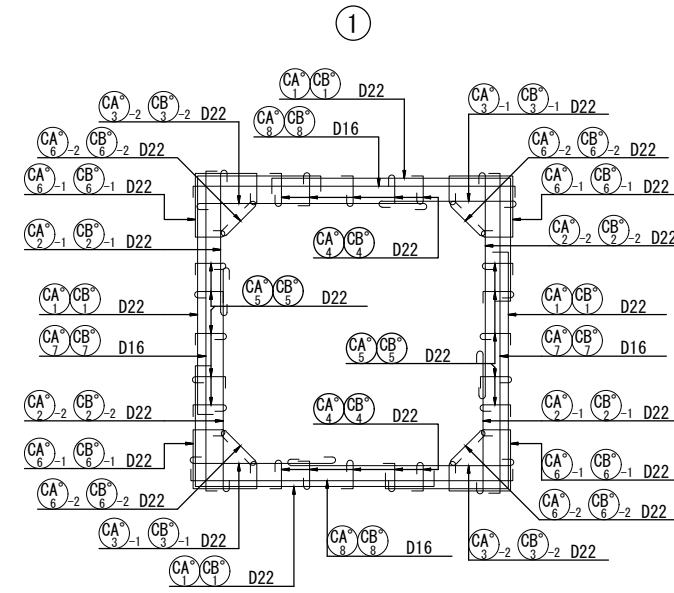 ①
CA° 1 CB° 1 D22
CA° 8 CB° 8 D16
CA° 3 -2 CB° 3 -2 D22
CA° 3 -1 CB° 3 -1 D22
CA° 6 -2 CB° 6 -2 D22
CA° 6 -2 CB° 6 -2 D22
CA° 6 -1 CB° 6 -1 D22
CA° 6 -1 CB° 6 -1 D22
CA° 2 -1 CB° 2 -1 D22
CA° 4 CB° 4 D22
CA° 2 -2 CB° 2 -2 D22
CA° 1 CB° 1 D22
CA° 5 CB° 5 D22
CA° 1 CB° 1 D22
CA° 7 CB° 7 D16
CA° 5 CB° 5 D22
CA° 7 CB° 7 D16
CA° 2 -2 CB° 2 -2 D22
CA° 4 CB° 4 D22
CA° 2 -1 CB° 2 -1 D22
CA° 6 -1 CB° 6 -1 D22
CA° 6 -1 CB° 6 -1 D22
CA° 6 -2 CB° 6 -2 D22
CA° 6 -2 CB° 6 -2 D22
CA° 3 -1 CB° 3 -1 D22
CA° 8 CB° 8 D16
CA° 3 -2 CB° 3 -2 D22
CA° 1 CB° 1 D22